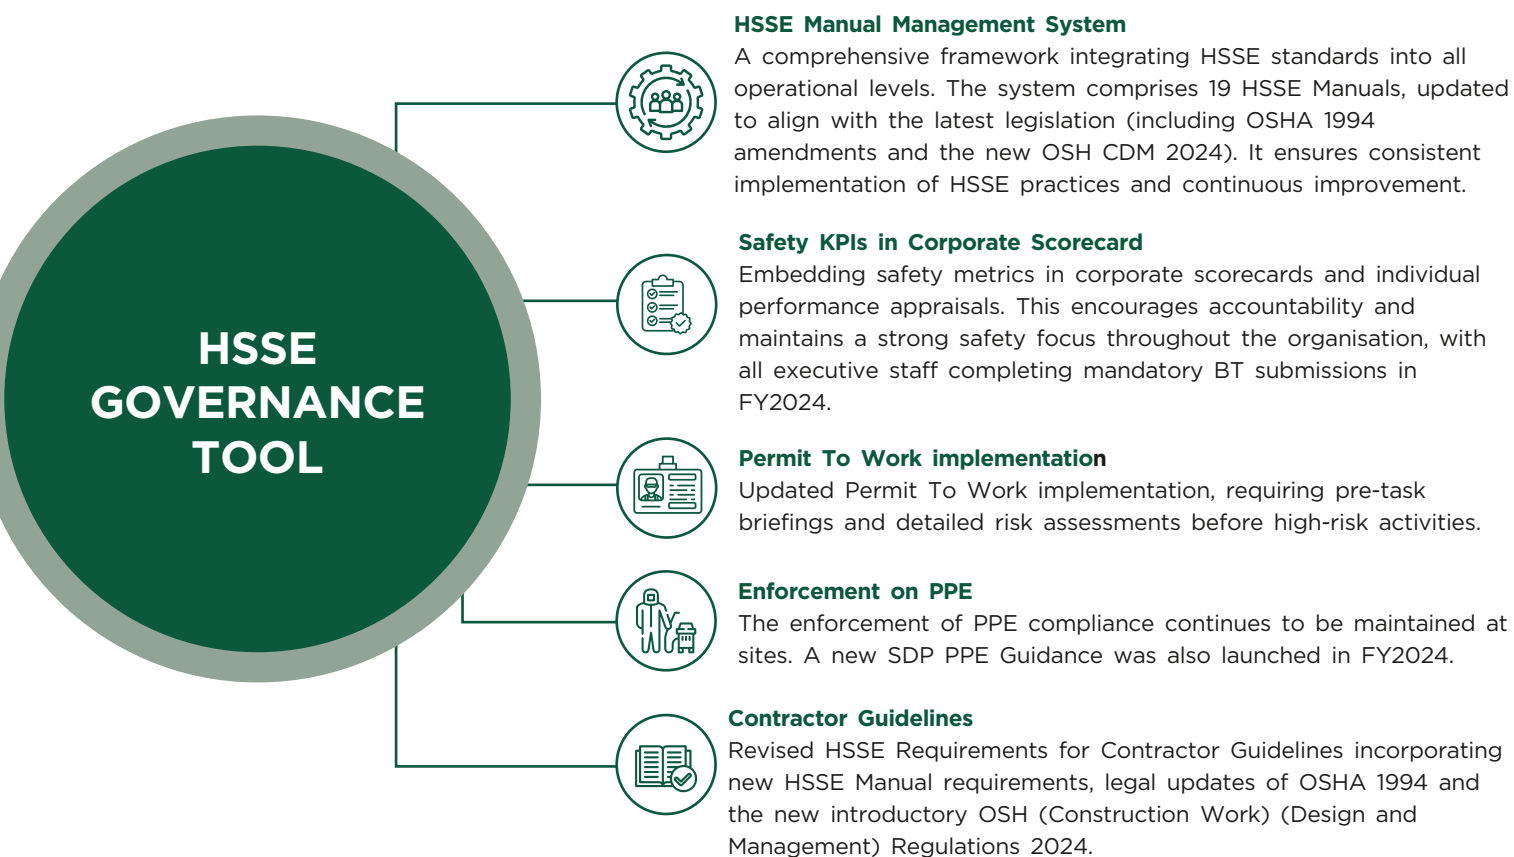 HSSE
GOVERNANCE
TOOL
HSSE Manual Management System
A comprehensive framework integrating HSSE standards into all
operational levels. The system comprises 19 HSSE Manuals, updated
to align with the latest legislation (including OSHA 1994
amendments and the new OSH CDM 2024). It ensures consistent
implementation of HSSE practices and continuous improvement.
Safety KPIs in Corporate Scorecard
Embedding safety metrics in corporate scorecards and individual
performance appraisals. This encourages accountability and
maintains a strong safety focus throughout the organisation, with
all executive staff completing mandatory BT submissions in
FY2024.
Permit To Work implementation
Updated Permit To Work implementation, requiring pre-task
briefings and detailed risk assessments before high-risk activities.
Enforcement on PPE
The enforcement of PPE compliance continues to be maintained at
sites. A new SDP PPE Guidance was also launched in FY2024.
Contractor Guidelines
Revised HSSE Requirements for Contractor Guidelines incorporating
new HSSE Manual requirements, legal updates of OSHA 1994 and
the new introductory OSH (Construction Work) (Design and
Management) Regulations 2024.